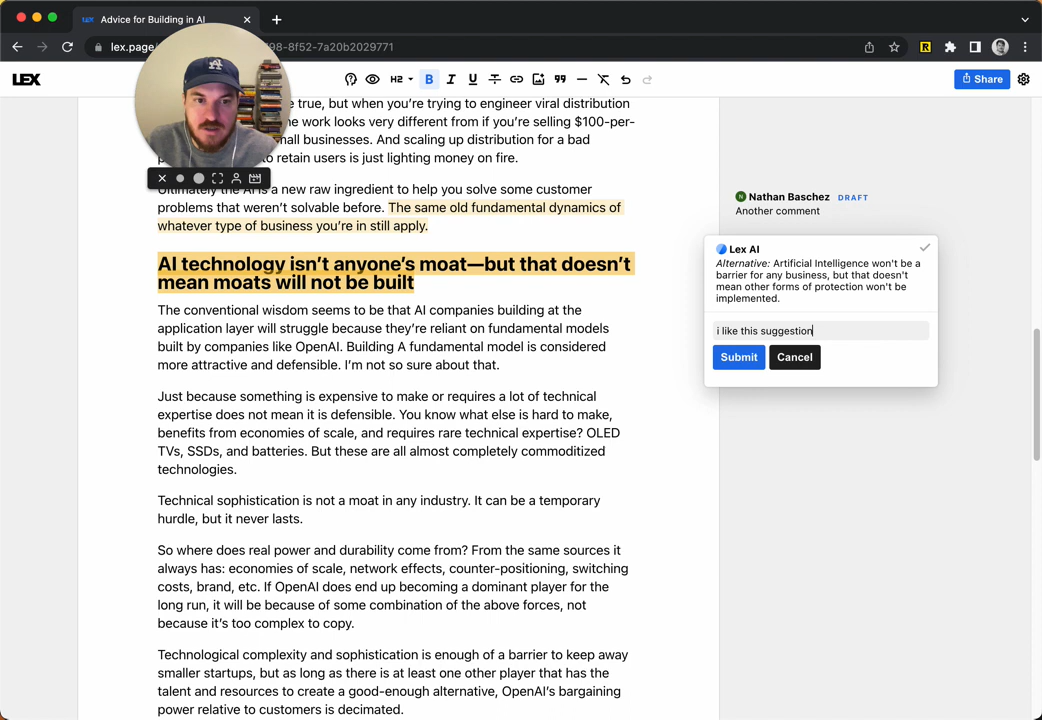 Advice for Building in AI
lex.page/
98-8f52-7a20b2029771
LEX
H2
B
I
U
S
Share
e true, but when you’re trying to engineer viral distribution
ne work looks very different from if you’re selling $100-per-
mall businesses. And scaling up distribution for a bad
to retain users is just lighting money on fire.
Ultimately the AI is a new raw ingredient to help you solve some customer
problems that weren’t solvable before. The same old fundamental dynamics of
whatever type of business you’re in still apply.
AI technology isn’t anyone’s moat—but that doesn’t
mean moats will not be built
The conventional wisdom seems to be that AI companies building at the
application layer will struggle because they’re reliant on fundamental models
built by companies like OpenAI. Building A fundamental model is considered
more attractive and defensible. I’m not so sure about that.
Just because something is expensive to make or requires a lot of technical
expertise does not mean it is defensible. You know what else is hard to make,
benefits from economies of scale, and requires rare technical expertise? OLED
TVs, SSDs, and batteries. But these are all almost completely commoditized
technologies.
Technical sophistication is not a moat in any industry. It can be a temporary
hurdle, but it never lasts.
So where does real power and durability come from? From the same sources it
always has: economies of scale, network effects, counter-positioning, switching
costs, brand, etc. If OpenAI does end up becoming a dominant player for the
long run, it will be because of some combination of the above forces, not
because it’s too complex to copy.
Technological complexity and sophistication is enough of a barrier to keep away
smaller startups, but as long as there is at least one other player that has the
talent and resources to create a good-enough alternative, OpenAI’s bargaining
power relative to customers is decimated.
N Nathan Baschez DRAFT
Another comment
Lex AI
Alternative: Artificial Intelligence won't be a
barrier for any business, but that doesn't
mean other forms of protection won't be
implemented.
i like this suggestion
Submit
Cancel